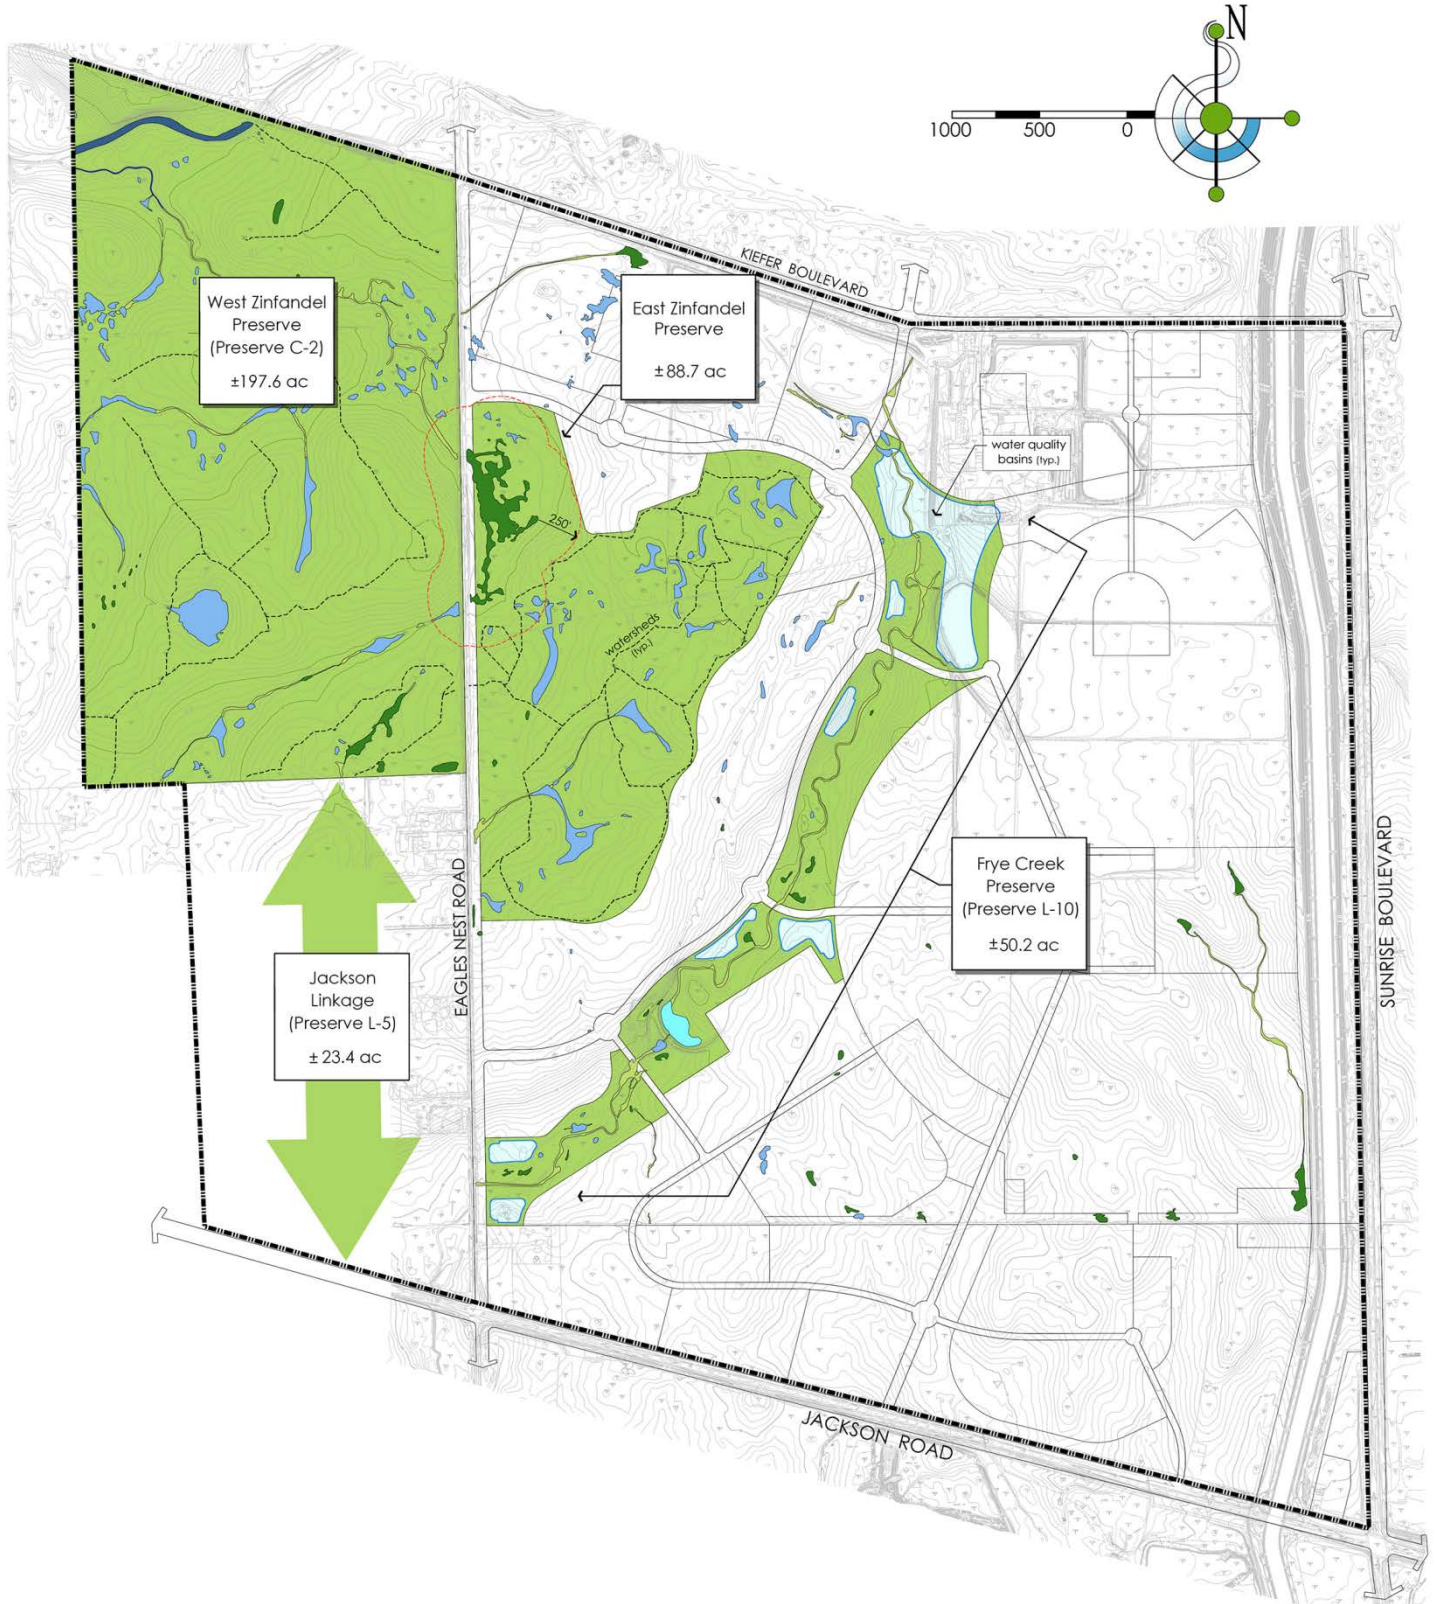 N
1000 500 0
KIEFER BOULEVARD
West Zinfandel
Preserve
(Preserve C-2)
±197.6 ac
East Zinfandel
Preserve
±88.7 ac
water quality
basins (typ.)
250'
watersheds
(typ.)
Frye Creek
Preserve
(Preserve L-10)
±50.2 ac
SUNRISE BOULEVARD
EAGLES NEST ROAD
Jackson
Linkage
(Preserve L-5)
± 23.4 ac
JACKSON ROAD